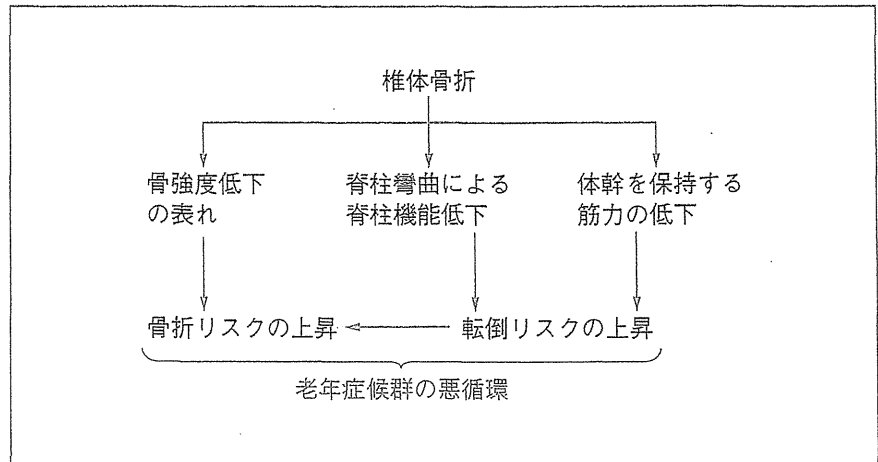 椎体骨折
骨強度低下
の表れ
脊柱彎曲による
脊柱機能低下
体幹を保持する
筋力の低下
骨折リスクの上昇
転倒リスクの上昇
老年症候群の悪循環